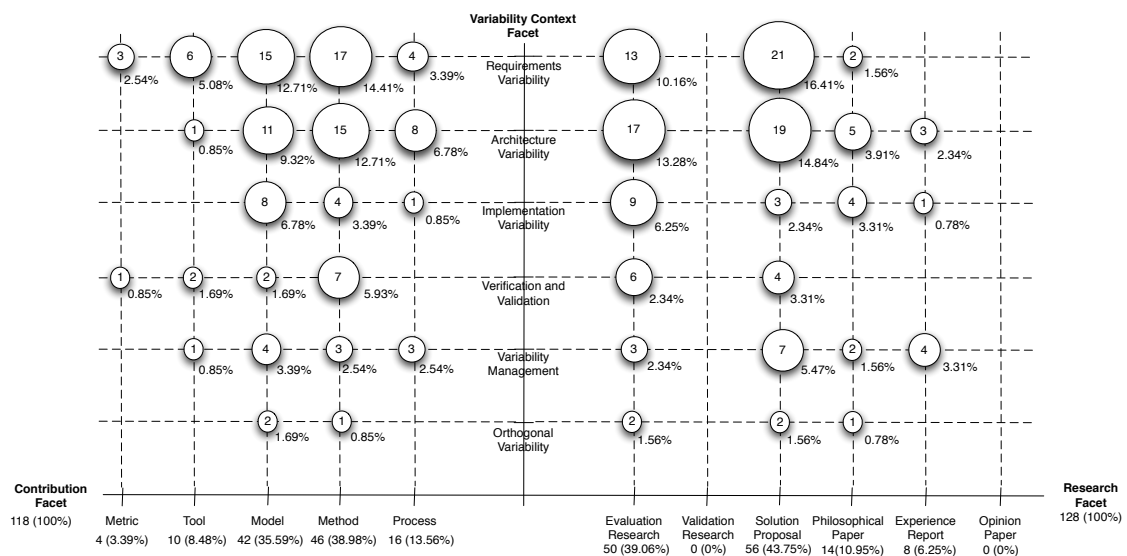 Variability Context
Facet
3
6
15
17
4
13
21
2
2.54%
5.08%
12.71%
14.41%
3.39%
Requirements
Variability
10.16%
16.41%
1.56%
1
11
15
8
17
19
5
3
0.85%
9.32%
12.71%
6.78%
Architecture
Variability
13.28%
14.84%
3.91%
2.34%
8
4
1
9
3
4
1
6.78%
3.39%
0.85%
Implementation
Variability
6.25%
2.34%
3.31%
0.78%
1
2
2
7
6
4
0.85%
1.69%
1.69%
5.93%
Verification and
Validation
2.34%
3.31%
1
4
3
3
3
7
2
4
0.85%
3.39%
2.54%
2.54%
Variability
Management
2.34%
5.47%
1.56%
3.31%
2
1
2
2
1
1.69%
0.85%
Orthogonal
Variability
1.56%
1.56%
0.78%
Contribution
Facet
118 (100%)
Metric
4 (3.39%)
Tool
10 (8.48%)
Model
42 (35.59%)
Method
46 (38.98%)
Process
16 (13.56%)
Evaluation
Research
50 (39.06%)
Validation
Research
0 (0%)
Solution
Proposal
56 (43.75%)
Philosophical
Paper
14(10.95%)
Experience
Report
8 (6.25%)
Opinion
Paper
0 (0%)
Research
Facet
128 (100%)